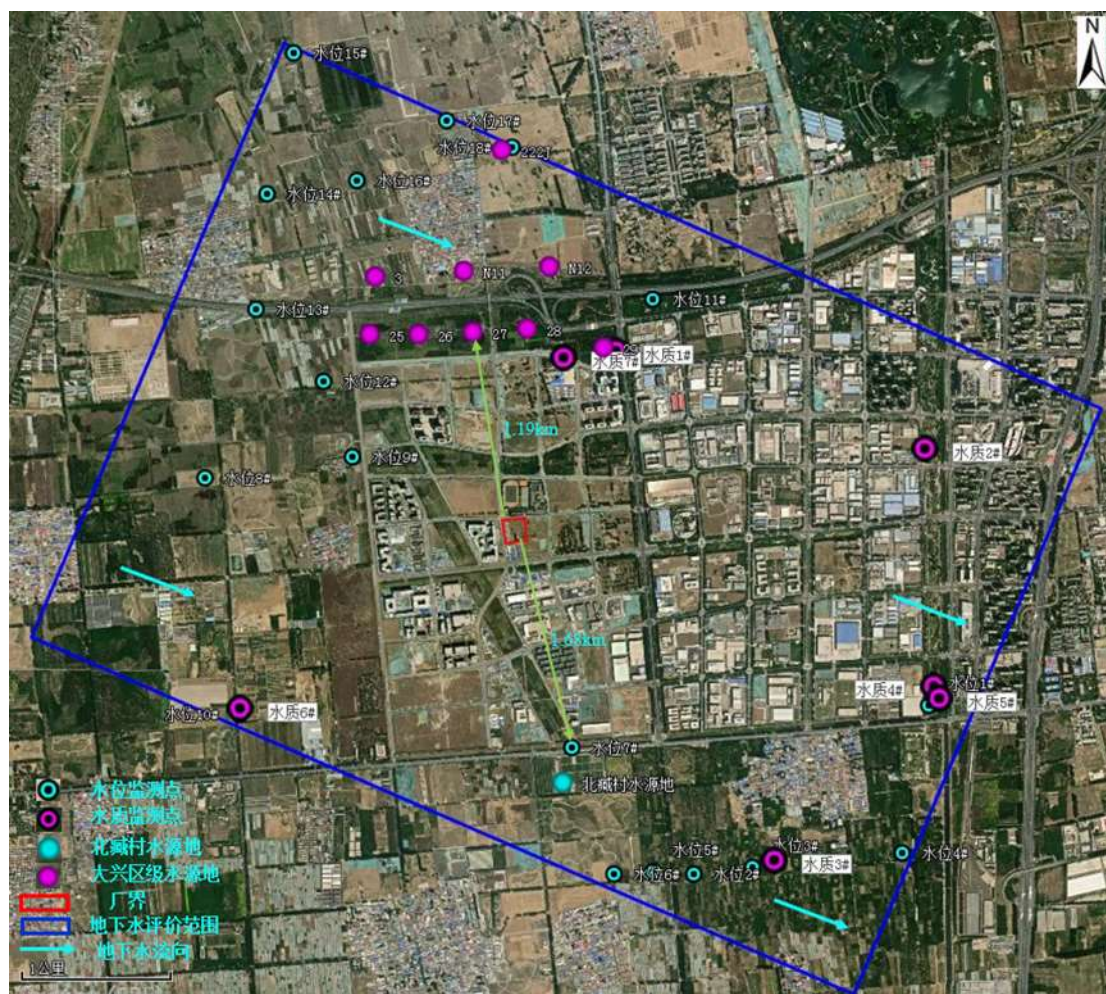 N
水位15#
水位17#
水位18#
222J
水位14#
水位16#
3
N11
N12
水位13#
水位11#
25
26
27
28
29
水质7#
水质1#
水位12#
1.19km
水位9#
水位8#
水质2#
1.68km
水位1#
水质4#
水质5#
水位10#
水质6#
水位7#
北臧村水源地
水位5#
水位3#
水位4#
水质3#
水位6#
水位2#
水位监测点
水质监测点
北臧村水源地
大兴区级水源地
厂界
地下水评价范围
地下水流向
1公里